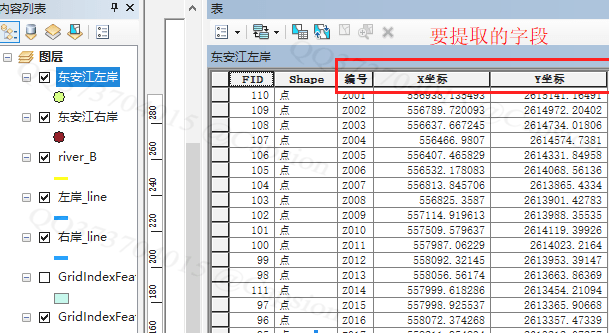 内容列表
表
要提取的字段
图层
东安江左岸
东安江右岸
river_B
左岸_line
右岸_line
GridIndexFea
GridIndexFea
280
260
240
220
200
180
160
东安江左岸
FID Shape 编号 X坐标 Y坐标
110 点 Z001 556938.138493 2615141.16491
109 点 Z002 556789.720093 2614972.20402
108 点 Z003 556637.667245 2614734.01806
107 点 Z004 556466.9807 2614574.7381
106 点 Z005 556407.465829 2614331.84958
105 点 Z006 556532.178083 2614068.56136
104 点 Z007 556813.845706 2613865.4334
103 点 Z008 556825.3587 2613901.42783
102 点 Z009 557114.919613 2613988.35535
101 点 Z010 557509.579637 2614119.39926
100 点 Z011 557987.06229 2614023.2164
99 点 Z012 558092.32145 2613953.39147
98 点 Z013 558056.56174 2613663.86369
111 点 Z014 557999.618286 2613454.21094
97 点 Z015 557998.925537 2613365.90668
96 点 Z016 558072.374268 2613357.47339